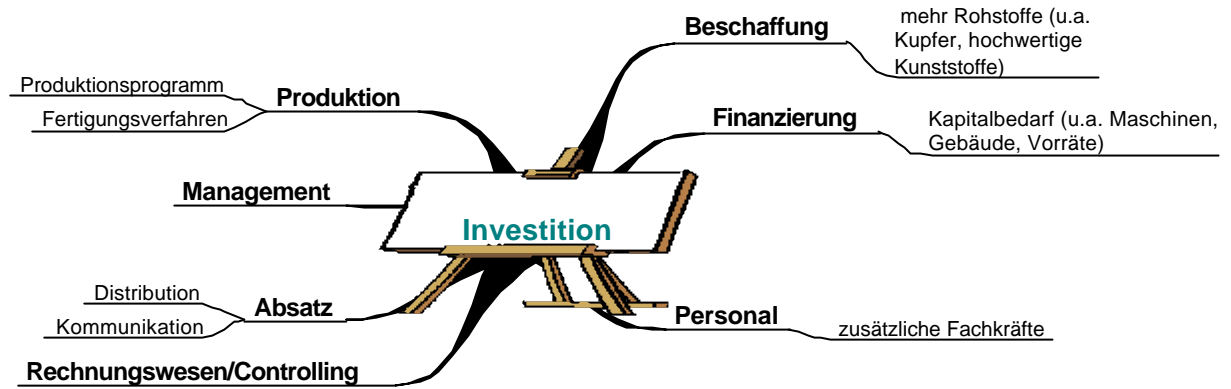 Beschaffung
mehr Rohstoffe (u.a.
Kupfer, hochwertige
Kunststoffe)
Produktionsprogramm
Fertigungsverfahren
Produktion
Finanzierung
Kapitalbedarf (u.a. Maschinen,
Gebäude, Vorräte)
Management
Investition
Distribution
Kommunikation
Absatz
Personal
zusätzliche Fachkräfte
Rechnungswesen/Controlling